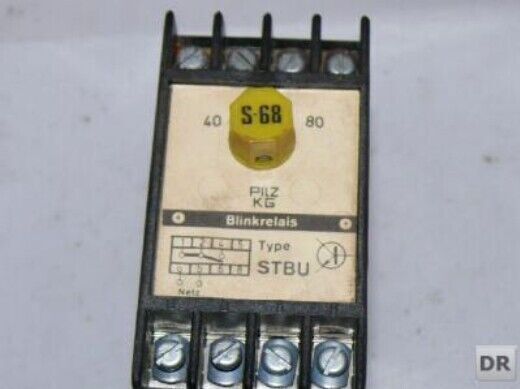 40 S-68 80
PILZ
KG
Blinkrelais
Type
STBU
Netz
DR